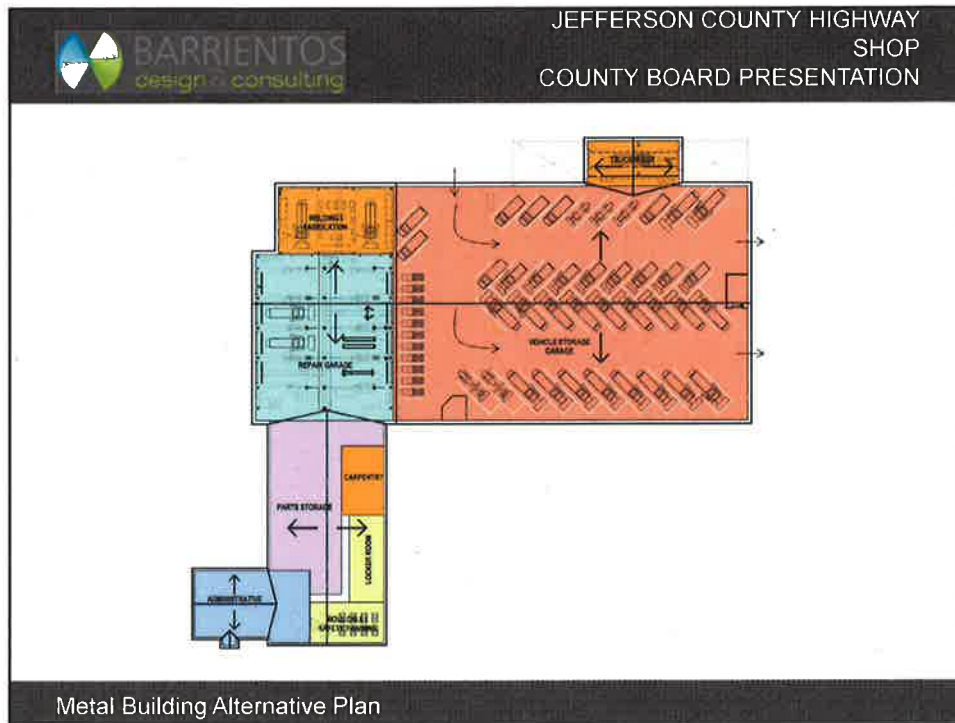 BARRIENTOS
design & consulting
JEFFERSON COUNTY HIGHWAY
SHOP
COUNTY BOARD PRESENTATION
WELDING &
FABRICATION
VEHICLE STORAGE
GARAGE
REPAIR GARAGE
CARPENTRY
PARTS STORAGE
LOCKER ROOM
ADMINISTRATIVE
Metal Building Alternative Plan